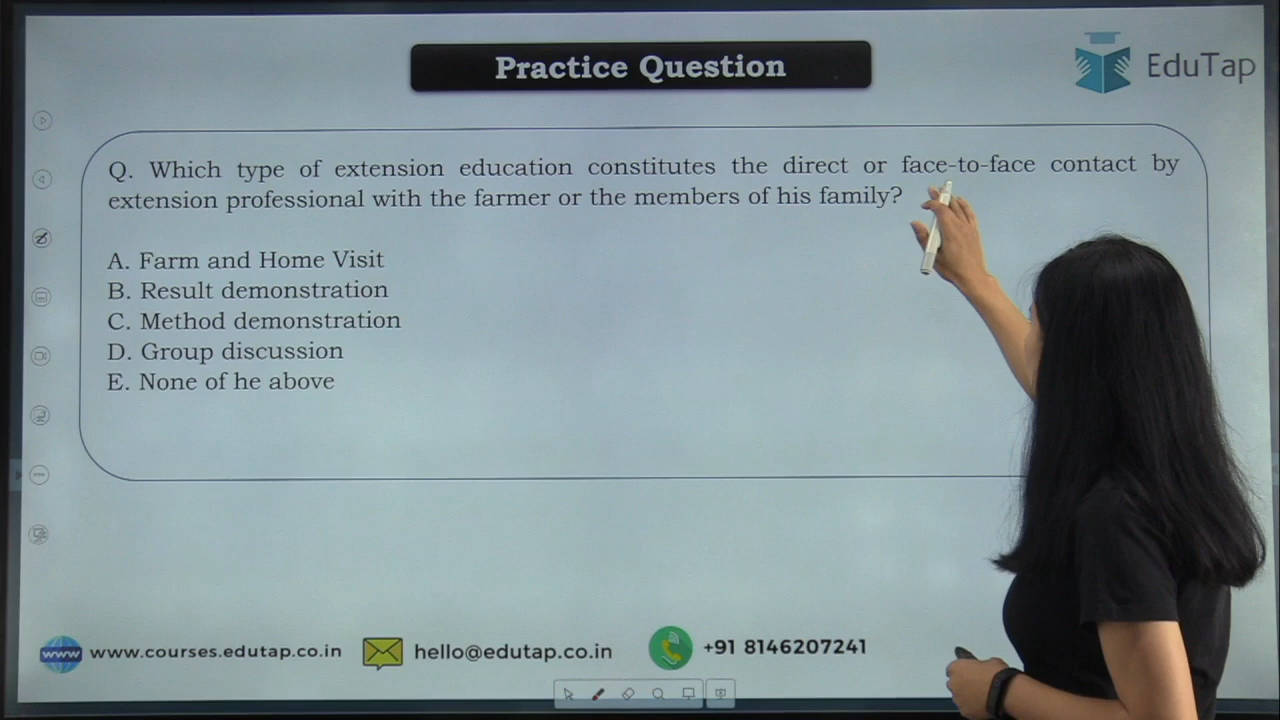 Practice Question
EduTap
Q. Which type of extension education constitutes the direct or face-to-face contact by
extension professional with the farmer or the members of his family?
A. Farm and Home Visit
B. Result demonstration
C. Method demonstration
D. Group discussion
E. None of he above
www
www.courses.edutap.co.in
hello@edutap.co.in
+91 8146207241